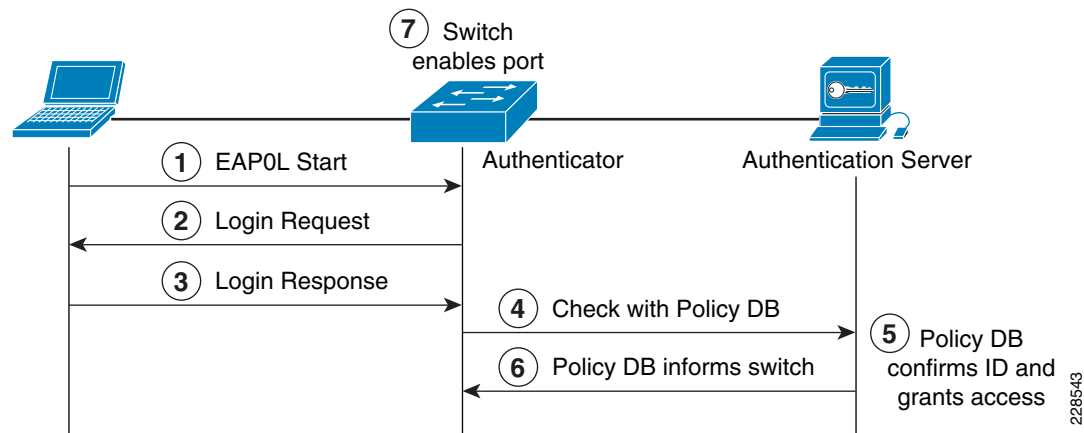 7 Switch
enables port
Authenticator
Authentication Server
1 EAP0L Start
2 Login Request
3 Login Response
4 Check with Policy DB
5 Policy DB
confirms ID and
grants access
6 Policy DB informs switch
228543